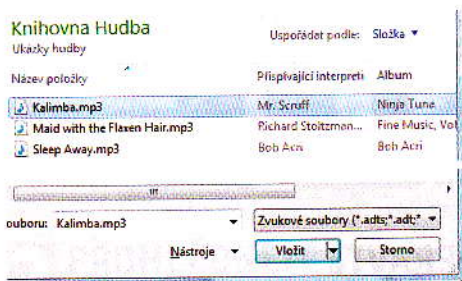 Knihovna Hudba
Ukázky hudby
Uspořádat podle: Složka
Název položky Přispívající interpreti Album
Kalimba.mp3 Mr. Scruff Ninja Tuna
Maid with the Flaxen Hair.mp3 Richard Stoltzman... Fine Music, Vol
Sleep Away.mp3 Bob Acri Bob Acri
ouboru: Kalimba.mp3 Zvukové soubory (*.adts;*.adt;*
Nástroje Vložit Storno